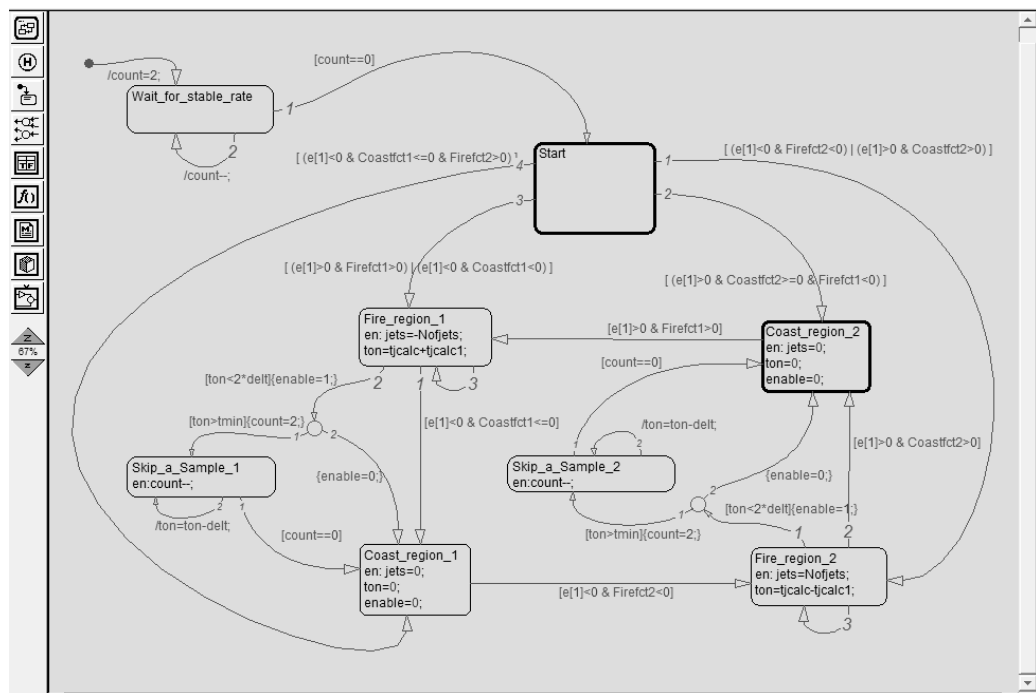 [count==0]
/count=2;
Wait_for_stable_rate
1
2
/count--;
Start
[ (e[1]<0 & Coastfct1<=0 & Firefct2>0) ]
4
1
[ (e[1]<0 & Firefct2<0) | (e[1]>0 & Coastfct2>0) ]
3
2
[ (e[1]>0 & Firefct1>0) | (e[1]<0 & Coastfct1<0) ]
[ (e[1]>0 & Coastfct2>=0 & Firefct1<0) ]
Fire_region_1
en: jets=-Nofjets;
ton=tjcalc+tjcalc1;
2
1
3
[e[1]>0 & Firefct1>0]
Coast_region_2
en: jets=0;
ton=0;
enable=0;
[count==0]
[ton<2*delt]{enable=1;}
[ton>tmin]{count=2;}
1
2
[e[1]<0 & Coastfct1<=0]
/ton=ton-delt;
[e[1]>0 & Coastfct2>0]
Skip_a_Sample_1
en:count--;
2
1
/ton=ton-delt;
{enable=0;}
1
2
Skip_a_Sample_2
en:count--;
{enable=0;}
2
1
[ton<2*delt]{enable=1;}
[ton>tmin]{count=2;}
[count==0]
1
2
Coast_region_1
en: jets=0;
ton=0;
enable=0;
[e[1]<0 & Firefct2<0]
Fire_region_2
en: jets=Nofjets;
ton=tjcalc-tjcalc1;
3
H
f()
M
Z
67%
z